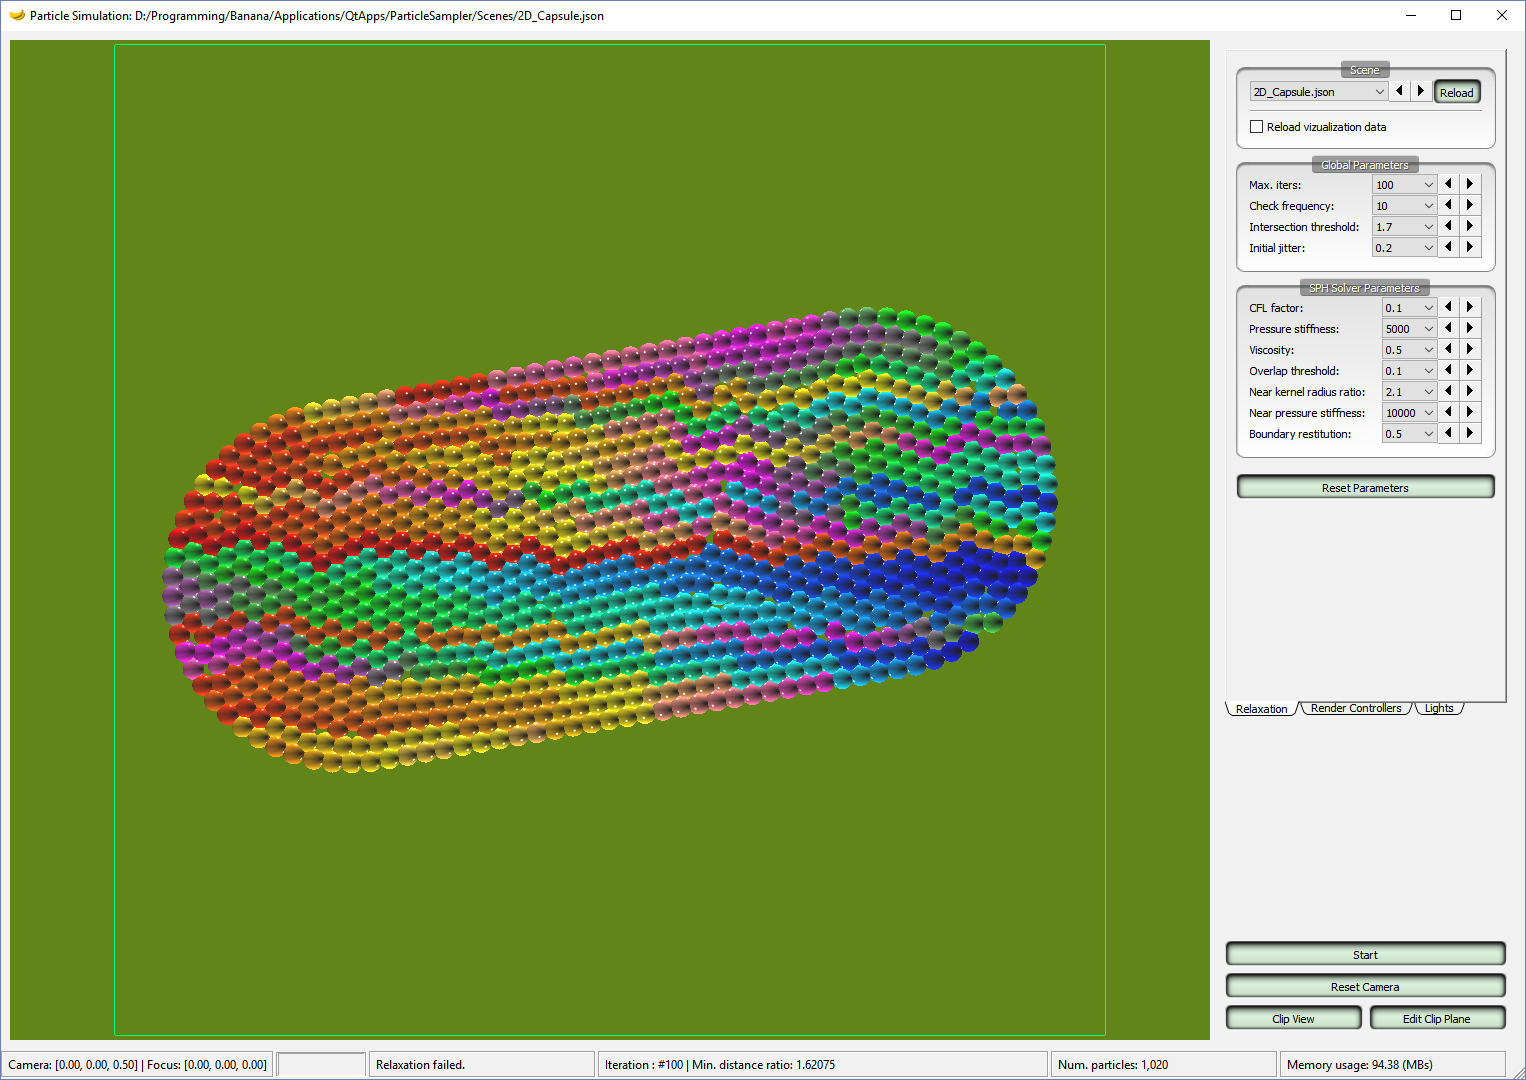 Particle Simulation: D:/Programming/Banana/Applications/QtApps/ParticleSampler/Scenes/2D_Capsule.json
Scene
2D_Capsule.json Reload
Reload vizualization data
Global Parameters
Max. iters: 100
Check frequency: 10
Intersection threshold: 1.7
Initial jitter: 0.2
SPH Solver Parameters
CFL factor: 0.1
Pressure stiffness: 5000
Viscosity: 0.5
Overlap threshold: 0.1
Near kernel radius ratio: 2.1
Near pressure stiffness: 10000
Boundary restitution: 0.5
Reset Parameters
Relaxation Render Controllers Lights
Start
Reset Camera
Clip View Edit Clip Plane
Camera: [0.00, 0.00, 0.50] | Focus: [0.00, 0.00, 0.00] Relaxation failed. Iteration : #100 | Min. distance ratio: 1.62075 Num. particles: 1,020 Memory usage: 94.38 (MBs)